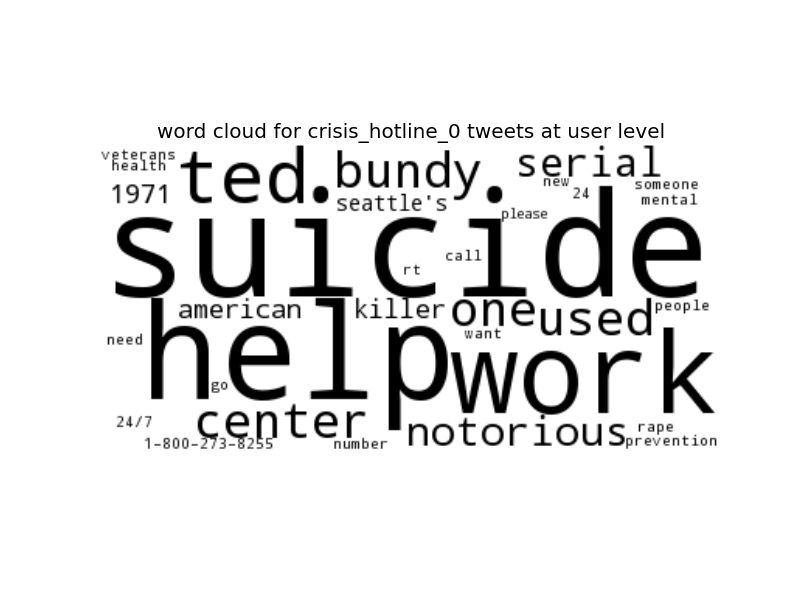 word cloud for crisis_hotline_0 tweets at user level
veterans
health
ted
bundy
serial
1971
seattle's
new
24
someone
mental
please
suicide
rt
call
american
killer
one
used
people
need
help
want
work
go
24/7
center
notorious
rape
1-800-273-8255
number
prevention